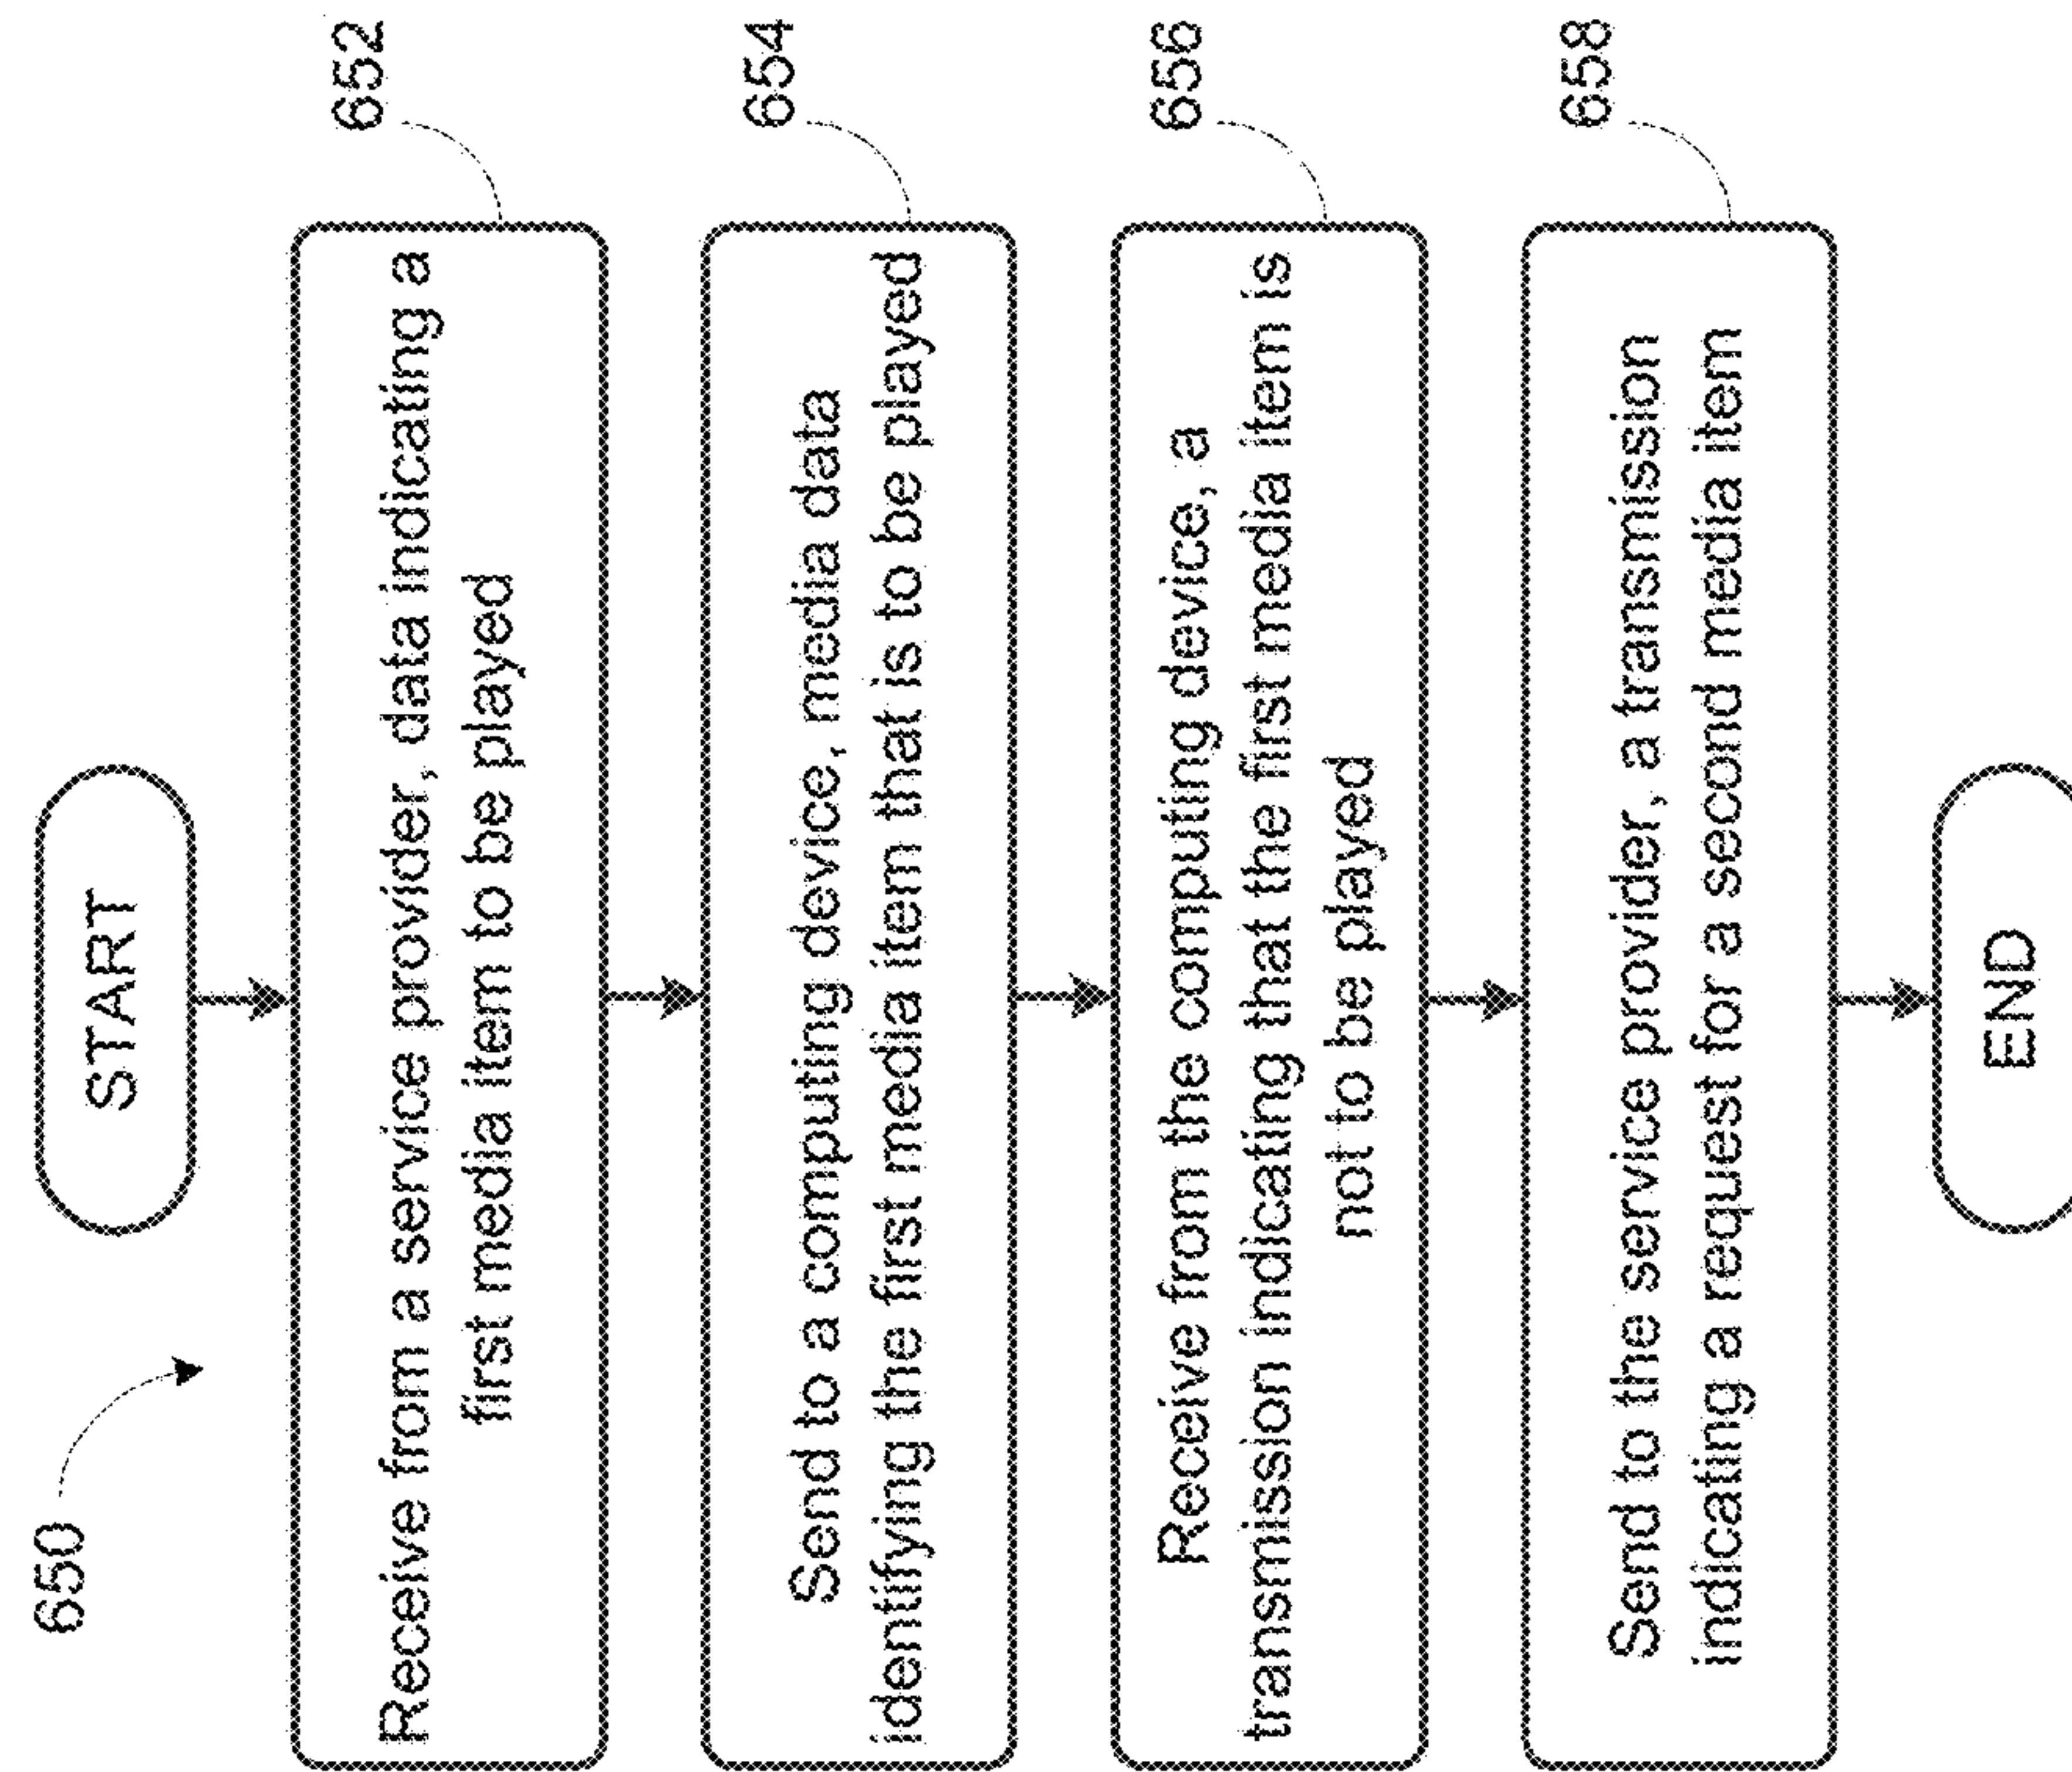 650
START
Receive from a service provider, data indicating a
first media item to be played
652
Send to a computing device, media data
identifying the first media item that is to be played
654
Receive from the computing device, a
transmission indicating that the first media item is
not to be played
656
Send to the service provider, a transmission
indicating a request for a second media item
658
END